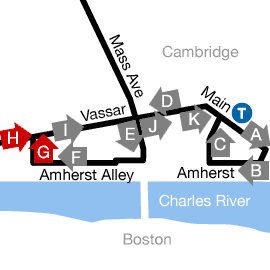 Mass Ave
Cambridge
Vassar
D
Main
T
H
I
E
J
K
A
G
F
C
B
Amherst Alley
Amherst
Charles River
Boston